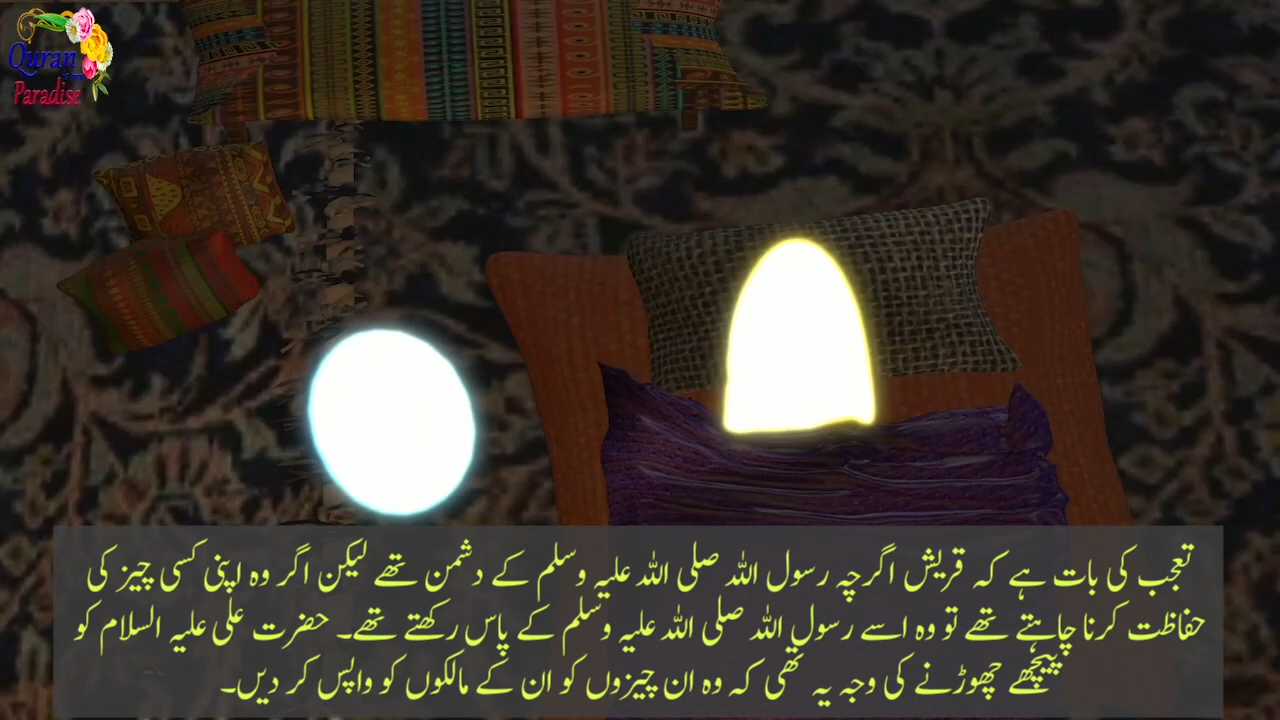 Quran
Paradise
تعجب کی بات ہے کہ قریش اگرچہ رسول اللہ صلی اللہ علیہ وسلم کے دشمن تھے لیکن اگر وہ اپنی کسی چیز کی
حفاظت کرنا چاہتے تھے تو وہ اسے رسول اللہ صلی اللہ علیہ وسلم کے پاس رکھتے تھے۔ حضرت علی علیہ السلام کو
پیچھے چھوڑنے کی وجہ یہ تھی کہ وہ ان چیزوں کو ان کے مالکوں کو واپس کر دیں۔